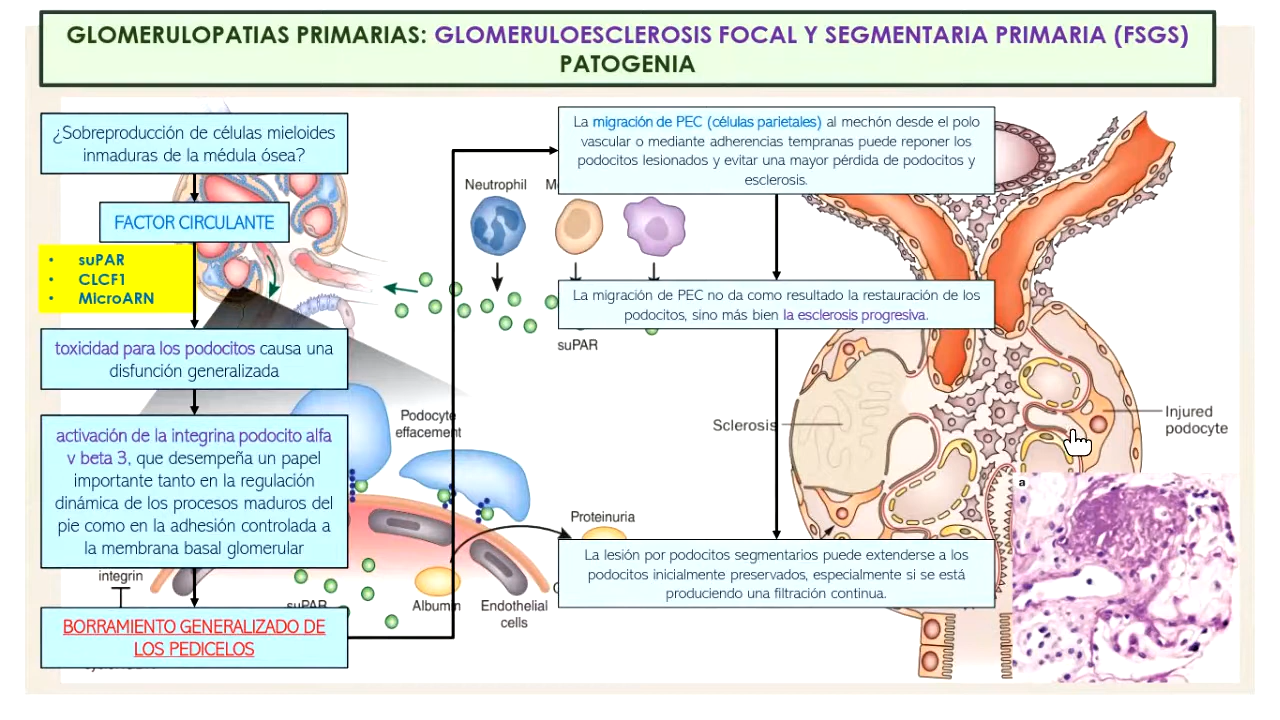 GLOMERULOPATIAS PRIMARIAS: GLOMERULOESCLEROSIS FOCAL Y SEGMENTARIA PRIMARIA (FSGS)
PATOGENIA
¿Sobreproducción de células mieloides
inmaduras de la médula ósea?
FACTOR CIRCULANTE
• suPAR
• CLCF1
• MicroARN
toxicidad para los podocitos causa una
disfunción generalizada
activación de la integrina podocito alfa
v beta 3, que desempeña un papel
importante tanto en la regulación
dinámica de los procesos maduros del
pie como en la adhesión controlada a
la membrana basal glomerular
integrin
BORRAMIENTO GENERALIZADO DE
LOS PEDICELOS
Neutrophil
suPAR
Podocyte
effacement
Proteinuria
suPAR
Albumin
Endothelial
cells
La migración de PEC (células parietales) al mechón desde el polo
vascular o mediante adherencias tempranas puede reponer los
podocitos lesionados y evitar una mayor pérdida de podocitos y
esclerosis.
La migración de PEC no da como resultado la restauración de los
podocitos, sino más bien la esclerosis progresiva.
La lesión por podocitos segmentarios puede extenderse a los
podocitos inicialmente preservados, especialmente si se está
produciendo una filtración continua.
Sclerosis
Injured
podocyte
a